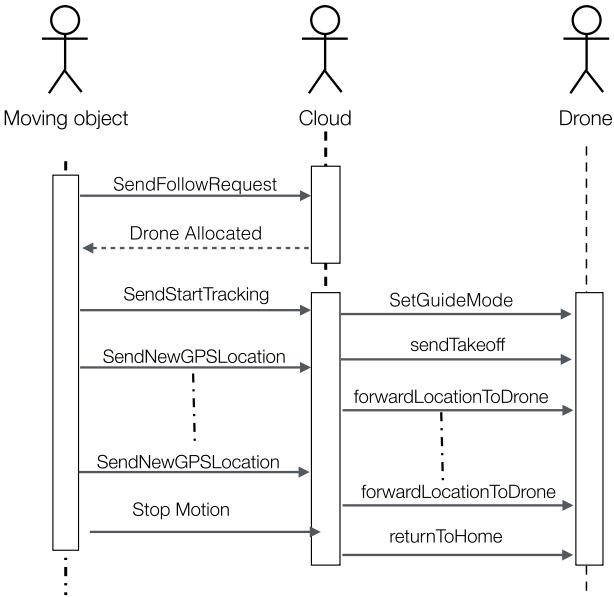 Moving object
Cloud
Drone
SendFollowRequest
Drone Allocated
SendStartTracking
SetGuideMode
sendTakeoff
SendNewGPSLocation
forwardLocationToDrone
SendNewGPSLocation
forwardLocationToDrone
Stop Motion
returnToHome